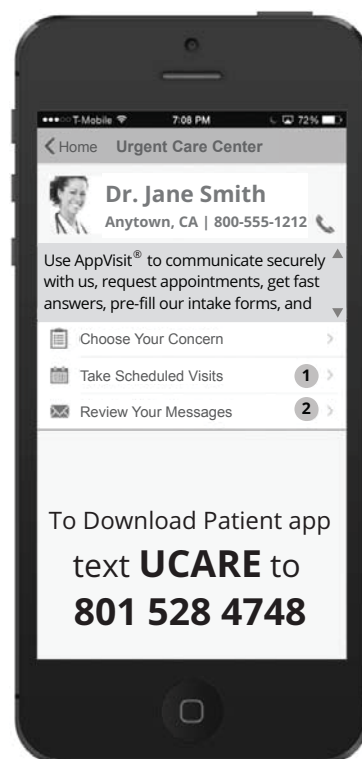 T-Mobile 7:08 PM 72%
Home Urgent Care Center
Dr. Jane Smith
Anytown, CA | 800-555-1212
Use AppVisit® to communicate securely
with us, request appointments, get fast
answers, pre-fill our intake forms, and
Choose Your Concern
Take Scheduled Visits 1
Review Your Messages 2
To Download Patient app
text UCARE to
801 528 4748